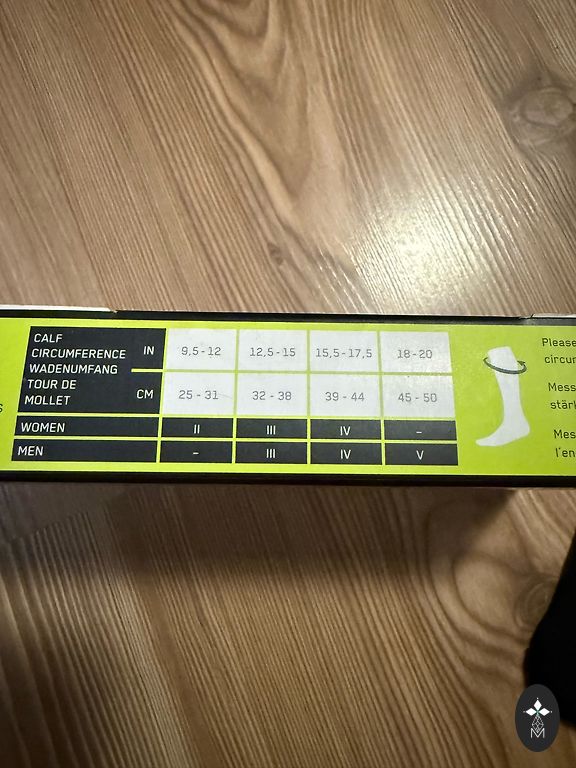 CALF
CIRCUMFERENCE
WADENUMFANG
TOUR DE
MOLLET
IN 9,5 - 12 12,5 - 15 15,5 - 17,5 18 - 20
CM 25 - 31 32 - 38 39 - 44 45 - 50
WOMEN II III IV –
MEN – III IV V
Please
circum
Mess
stärk
Mes
l'en
s
M